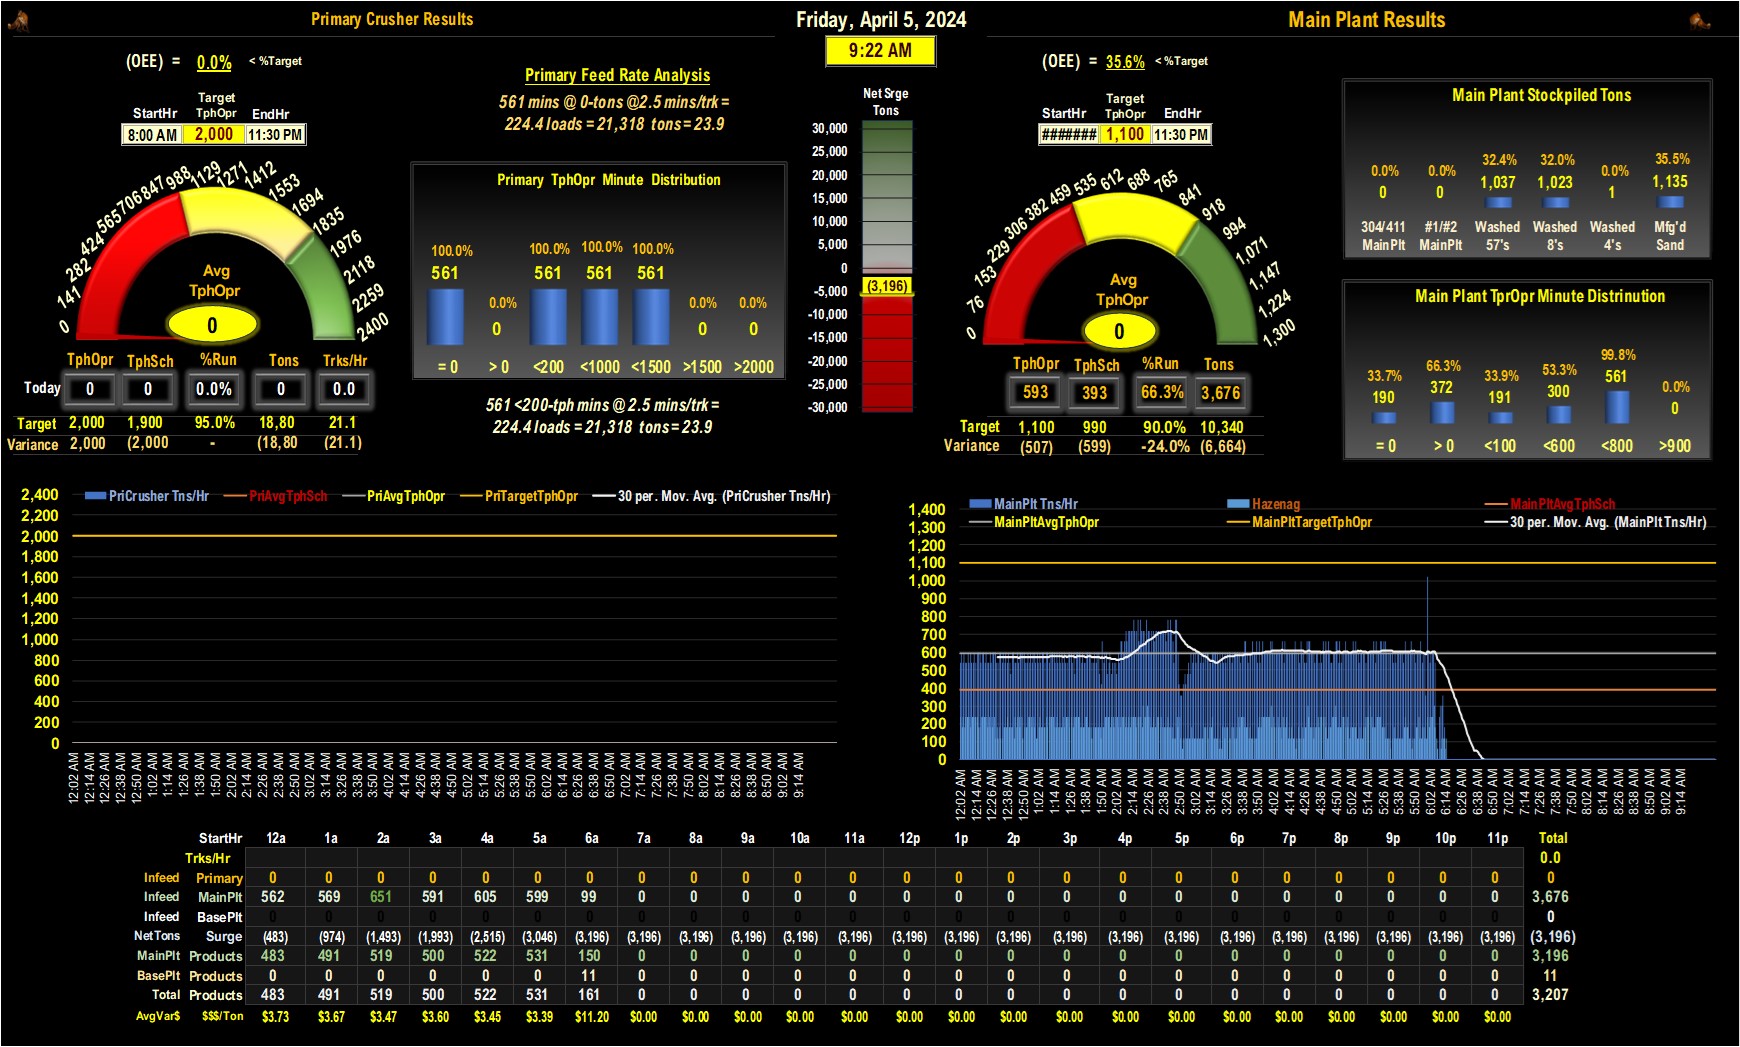 Primary Crusher Results
Friday, April 5, 2024
Main Plant Results
9:22 AM
(OEE) = 0.0% < %Target
Target
StartHr TphOpr EndHr
8:00 AM 2,000 11:30 PM
0 141 282 424 565 706 847 988 1129 1271 1412 1553 1694 1835 1976 2118 2259 2400
Avg
TphOpr
0
TphOpr TphSch %Run Tons Trks/Hr
Today 0 0 0.0% 0 0.0
Target 2,000 1,900 95.0% 18,80 21.1
Variance 2,000 (2,000 - (18,80 (21.1)
Primary Feed Rate Analysis
561 mins @ 0-tons @2.5 mins/trk =
224.4 loads = 21,318 tons = 23.9
Primary TphOpr Minute Distribution
100.0% 0.0% 100.0% 100.0% 100.0% 0.0% 0.0%
561 0 561 561 561 0 0
= 0 > 0 <200 <1000 <1500 >1500 >2000
561 <200-tph mins @ 2.5 mins/trk =
224.4 loads = 21,318 tons = 23.9
Net Srge
Tons
30,000
25,000
20,000
15,000
10,000
5,000
0
(3,196)
-5,000
-10,000
-15,000
-20,000
-25,000
-30,000
(OEE) = 35.6% < %Target
Target
StartHr TphOpr EndHr
####### 1,100 11:30 PM
0 76 153 229 306 382 459 535 612 688 765 841 918 994 1,071 1,147 1,224 1,300
Avg
TphOpr
0
TphOpr TphSch %Run Tons
593 393 66.3% 3,676
Target 1,100 990 90.0% 10,340
Variance (507) (599) -24.0% (6,664)
Main Plant Stockpiled Tons
0.0% 0.0% 32.4% 32.0% 0.0% 35.5%
0 0 1,037 1,023 1 1,135
304/411 #1/#2 Washed Washed Washed Mfg'd
MainPlt MainPlt 57's 8's 4's Sand
Main Plant TprOpr Minute Distrinution
33.7% 66.3% 33.9% 53.3% 99.8% 0.0%
190 372 191 300 561 0
= 0 > 0 <100 <600 <800 >900
PriCrusher Tns/Hr PriAvgTphSch PriAvgTphOpr PriTargetTphOpr 30 per. Mov. Avg. (PriCrusher Tns/Hr)
2,400
2,200
2,000
1,800
1,600
1,400
1,200
1,000
800
600
400
200
0
12:02 AM 12:14 AM 12:26 AM 12:38 AM 12:50 AM 1:02 AM 1:14 AM 1:26 AM 1:38 AM 1:50 AM 2:02 AM 2:14 AM 2:26 AM 2:38 AM 2:50 AM 3:02 AM 3:14 AM 3:26 AM 3:38 AM 3:50 AM 4:02 AM 4:14 AM 4:26 AM 4:38 AM 4:50 AM 5:02 AM 5:14 AM 5:26 AM 5:38 AM 5:50 AM 6:02 AM 6:14 AM 6:26 AM 6:38 AM 6:50 AM 7:02 AM 7:14 AM 7:26 AM 7:38 AM 7:50 AM 8:02 AM 8:14 AM 8:26 AM 8:38 AM 8:50 AM 9:02 AM 9:14 AM
MainPlt Tns/Hr Hazenag MainPltAvgTphSch
MainPltAvgTphOpr MainPltTargetTphOpr 30 per. Mov. Avg. (MainPlt Tns/Hr)
1,400
1,300
1,200
1,100
1,000
900
800
700
600
500
400
300
200
100
0
12:02 AM 12:14 AM 12:26 AM 12:38 AM 12:50 AM 1:02 AM 1:14 AM 1:26 AM 1:38 AM 1:50 AM 2:02 AM 2:14 AM 2:26 AM 2:38 AM 2:50 AM 3:02 AM 3:14 AM 3:26 AM 3:38 AM 3:50 AM 4:02 AM 4:14 AM 4:26 AM 4:38 AM 4:50 AM 5:02 AM 5:14 AM 5:26 AM 5:38 AM 5:50 AM 6:02 AM 6:14 AM 6:26 AM 6:38 AM 6:50 AM 7:02 AM 7:14 AM 7:26 AM 7:38 AM 7:50 AM 8:02 AM 8:14 AM 8:26 AM 8:38 AM 8:50 AM 9:02 AM 9:14 AM
StartHr 12a 1a 2a 3a 4a 5a 6a 7a 8a 9a 10a 11a 12p 1p 2p 3p 4p 5p 6p 7p 8p 9p 10p 11p Total
Trks/Hr 0.0
Infeed Primary 0 0 0 0 0 0 0 0 0 0 0 0 0 0 0 0 0 0 0 0 0 0 0 0 0
Infeed MainPlt 562 569 651 591 605 599 99 0 0 0 0 0 0 0 0 0 0 0 0 0 0 0 0 0 3,676
Infeed BasePlt 0 0 0 0 0 0 0 0 0 0 0 0 0 0 0 0 0 0 0 0 0 0 0 0 0
NetTons Surge (483) (974) (1,493) (1,993) (2,515) (3,046) (3,196) (3,196) (3,196) (3,196) (3,196) (3,196) (3,196) (3,196) (3,196) (3,196) (3,196) (3,196) (3,196) (3,196) (3,196) (3,196) (3,196) (3,196) (3,196)
MainPlt Products 483 491 519 500 522 531 150 0 0 0 0 0 0 0 0 0 0 0 0 0 0 0 0 0 3,196
BasePlt Products 0 0 0 0 0 0 11 0 0 0 0 0 0 0 0 0 0 0 0 0 0 0 0 0 11
Total Products 483 491 519 500 522 531 161 0 0 0 0 0 0 0 0 0 0 0 0 0 0 0 0 0 3,207
AvgVar$ $$$/Ton $3.73 $3.67 $3.47 $3.60 $3.45 $3.39 $11.20 $0.00 $0.00 $0.00 $0.00 $0.00 $0.00 $0.00 $0.00 $0.00 $0.00 $0.00 $0.00 $0.00 $0.00 $0.00 $0.00 $0.00